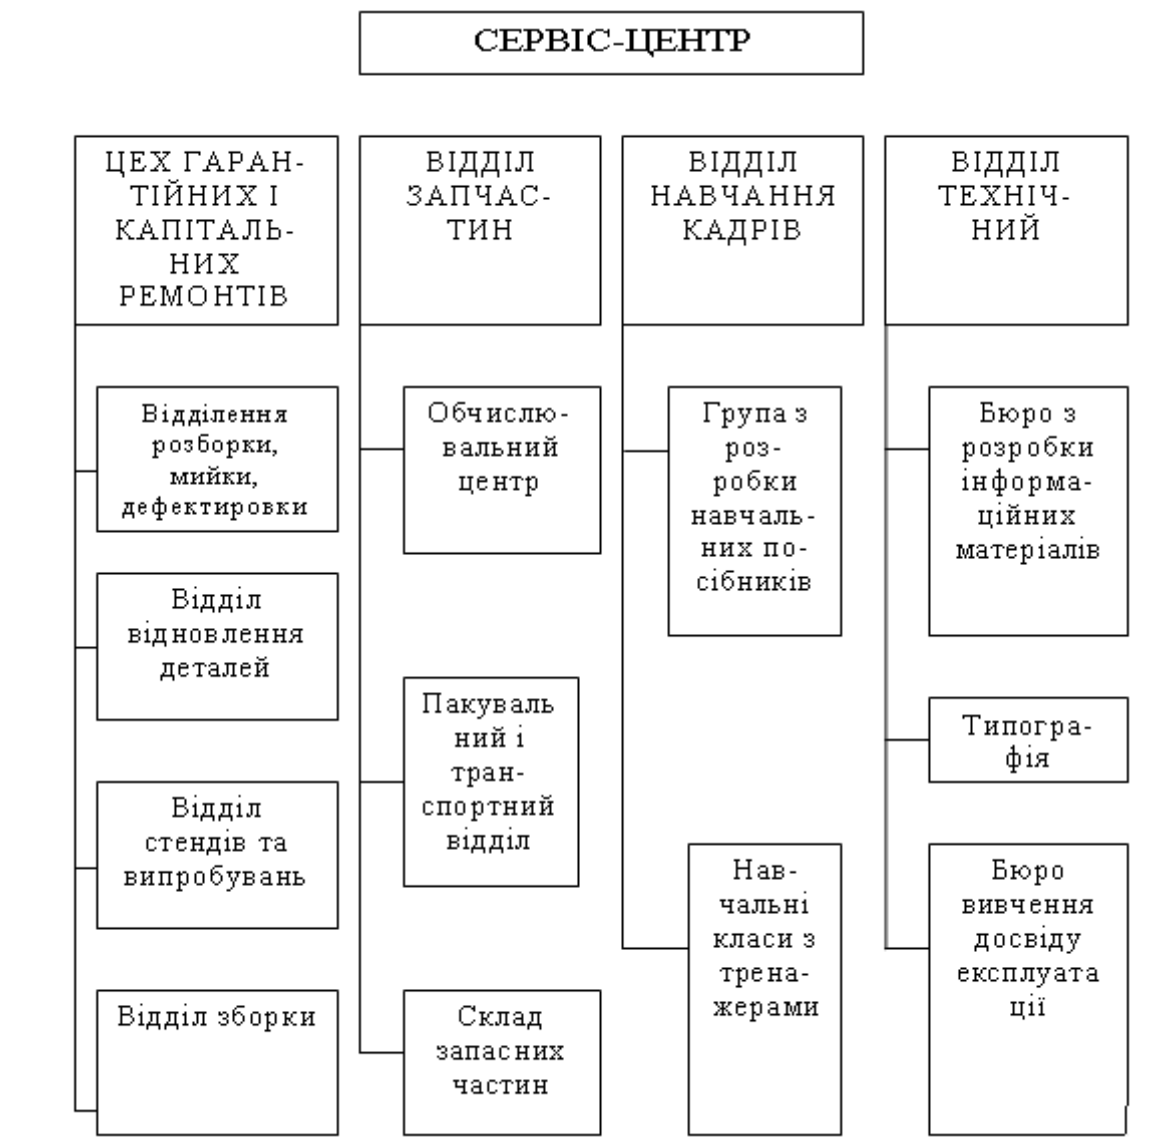 СЕРВІС-ЦЕНТР
ЦЕХ ГАРАН-
ТІЙНИХ І
КАПІТАЛЬ-
НИХ
РЕМОНТІВ
Відділення
розборки,
мийки,
дефектировки
Відділ
відновлення
деталей
Відділ
стендів та
випробувань
Відділ зборки
ВІДДІЛ
ЗАПЧАС-
ТИН
Обчислю-
вальний
центр
Пакуваль
ний і
тран-
спортний
відділ
Склад
запасних
частин
ВІДДІЛ
НАВЧАННЯ
КАДРІВ
Група з
роз-
робки
навчаль-
них по-
сібників
Нав-
чальні
класи з
трена-
жерами
ВІДДІЛ
ТЕХНІЧ-
НИЙ
Бюро з
розробки
інформа-
ційних
матеріалів
Типогра-
фія
Бюро
вивчення
досвіду
експлуата
ції